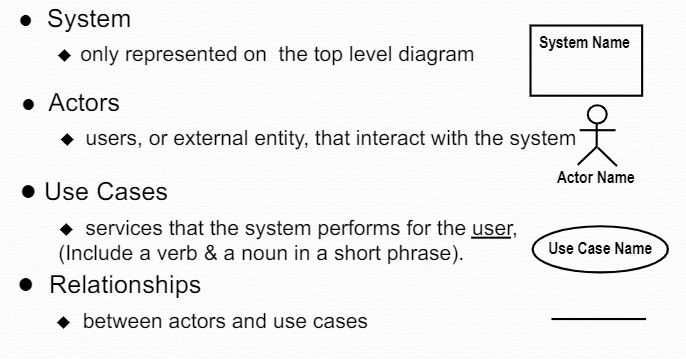 System
System Name
only represented on the top level diagram
Actors
users, or external entity, that interact with the system
Actor Name
Use Cases
services that the system performs for the user,
(Include a verb & a noun in a short phrase).
Use Case Name
Relationships
between actors and use cases